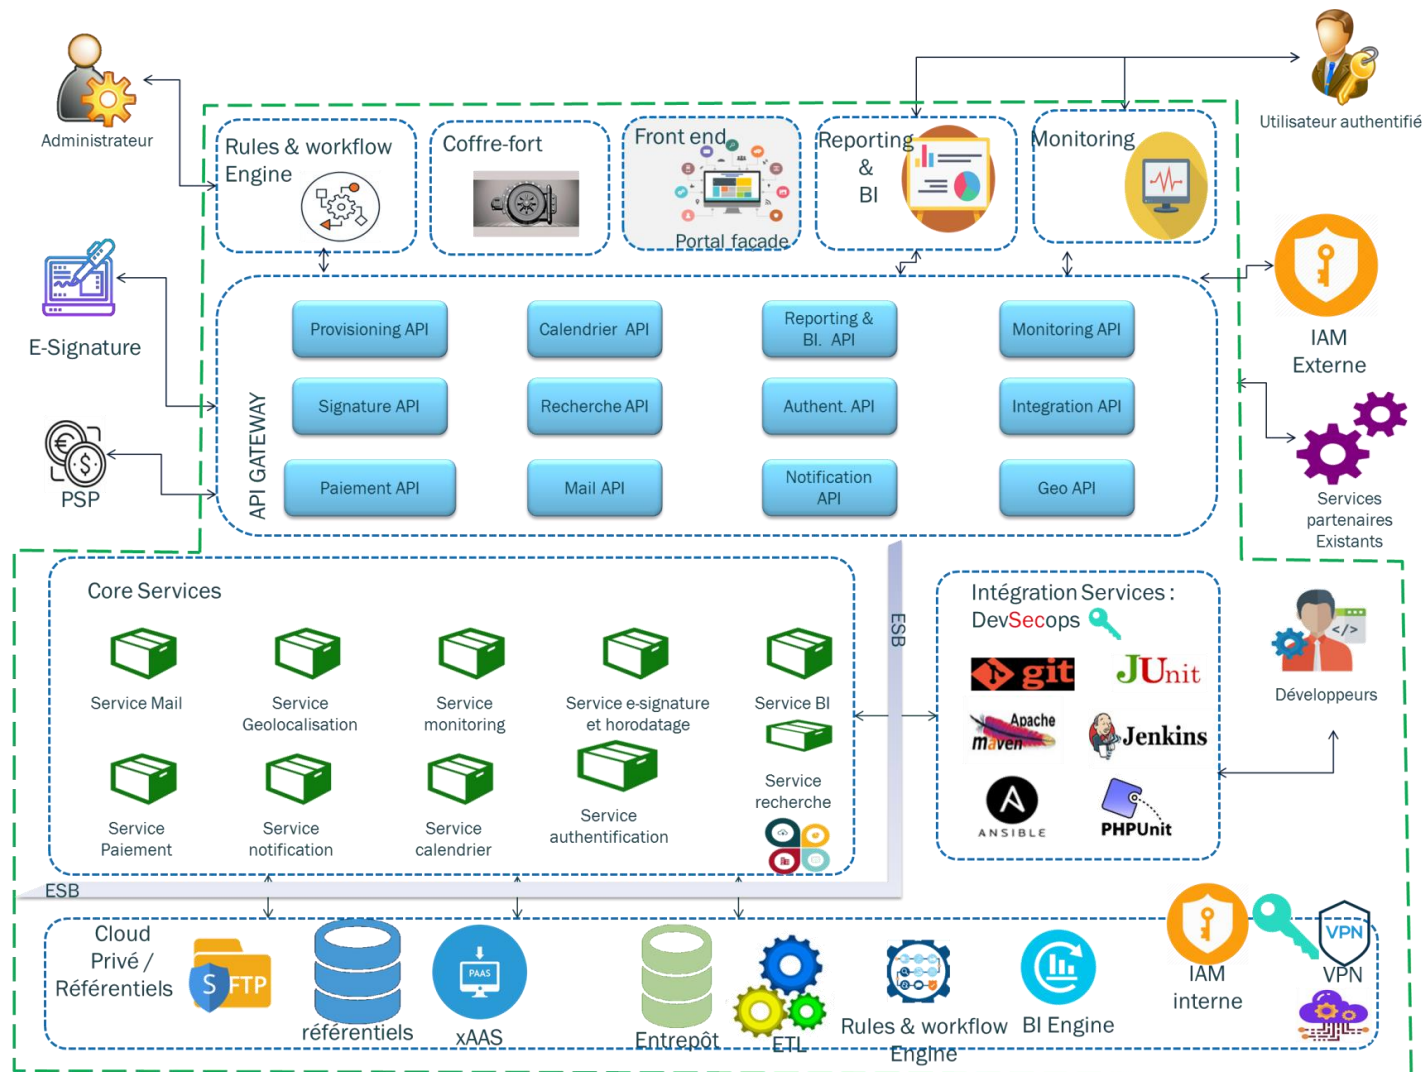 Administrateur
Utilisateur authentifié
Rules & workflow
Engine
Coffre-fort
Front end
Portal facade
Reporting
&
BI
Monitoring
E-Signature
IAM
Externe
PSP
Services
partenaires
Existants
API GATEWAY
Provisioning API
Calendrier API
Reporting &
BI. API
Monitoring API
Signature API
Recherche API
Authent. API
Integration API
Paiement API
Mail API
Notification
API
Geo API
Core Services
Service Mail
Service
Geolocalisation
Service
monitoring
Service e-signature
et horodatage
Service BI
Service
Paiement
Service
notification
Service
calendrier
Service
authentification
Service
recherche
ESB
ESB
Intégration Services :
DevSecops
git
JUnit
Apache
maven
Jenkins
ANSIBLE
PHPUnit
</>
Développeurs
Cloud
Privé /
Référentiels
S FTP
référentiels
PAAS
xAAS
Entrepôt
ETL
Rules & workflow
Engine
BI Engine
IAM
interne
VPN
VPN